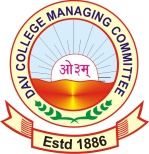 DAV COLLEGE MANAGING COMMITTEE
ओ३म्
Estd 1886